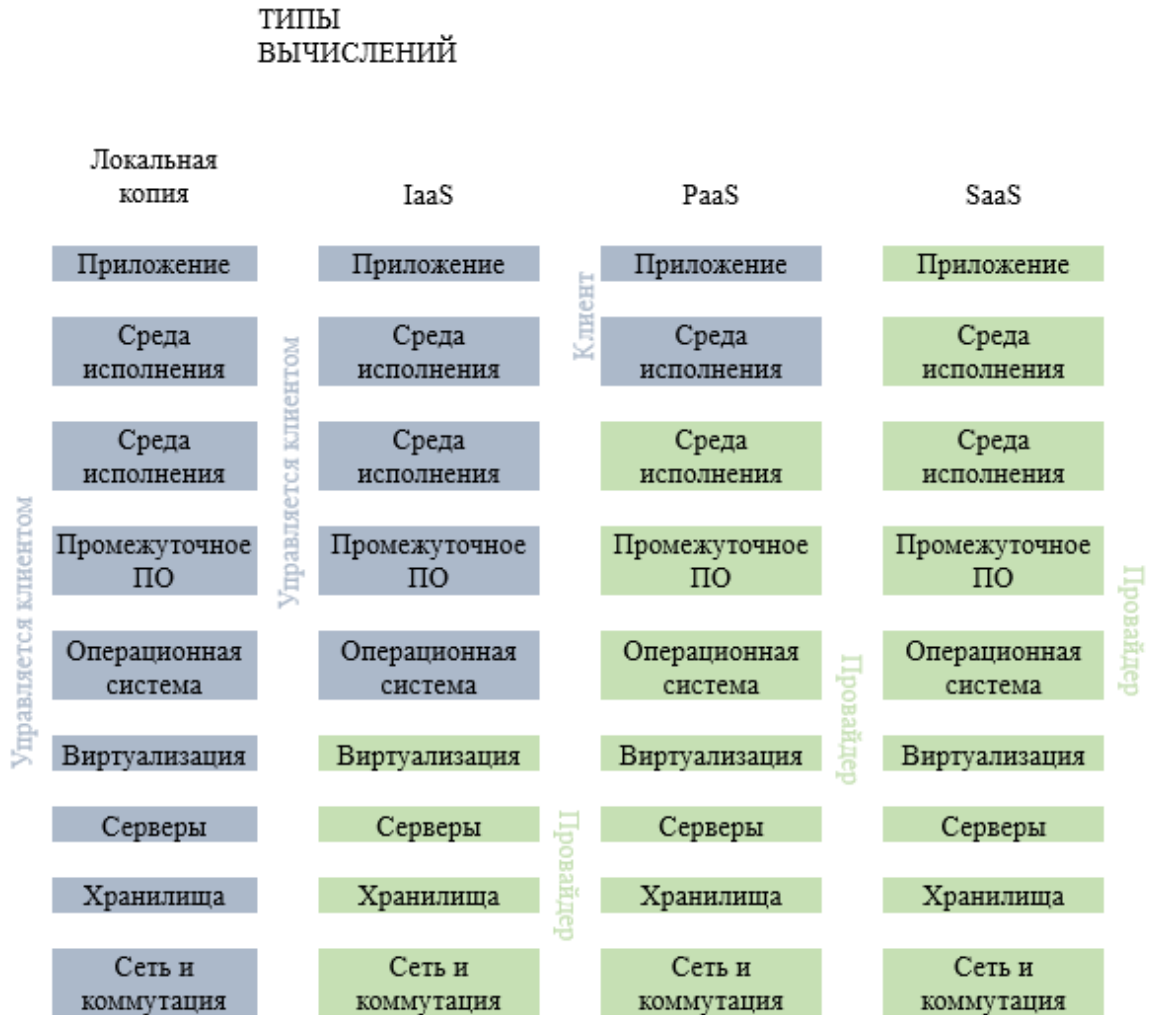 ТИПЫ
ВЫЧИСЛЕНИЙ
Локальная
копия
IaaS
PaaS
SaaS
Приложение
Приложение
Приложение
Приложение
Среда
исполнения
Среда
исполнения
Среда
исполнения
Среда
исполнения
Среда
исполнения
Среда
исполнения
Среда
исполнения
Среда
исполнения
Промежуточное
ПО
Промежуточное
ПО
Промежуточное
ПО
Промежуточное
ПО
Операционная
система
Операционная
система
Операционная
система
Операционная
система
Виртуализация
Виртуализация
Виртуализация
Виртуализация
Серверы
Серверы
Серверы
Серверы
Хранилища
Хранилища
Хранилища
Хранилища
Сеть и
коммутация
Сеть и
коммутация
Сеть и
коммутация
Сеть и
коммутация
Управляется клиентом
Управляется клиентом
Клиент
Провайдер
Провайдер
Провайдер